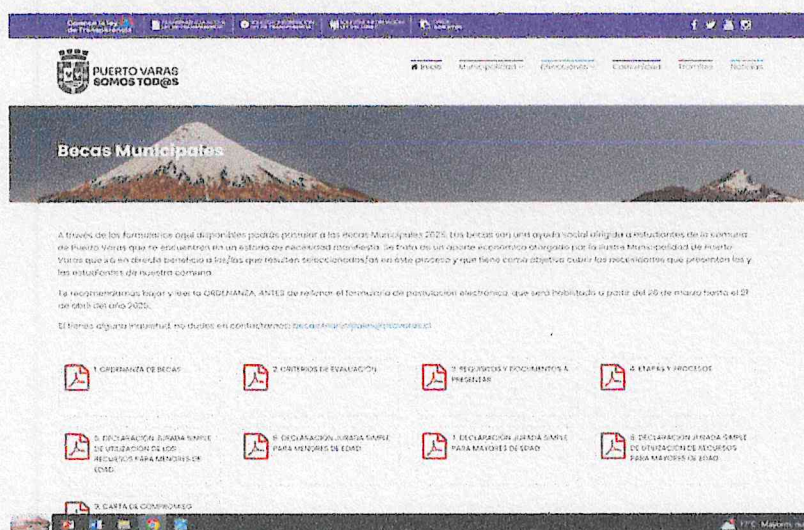 Conoce la ley
de Transparencia
PUERTO VARAS
SOMOS TOD@S
Inicio Municipalidad Direcciones Comunidad Trámites Noticias
Becas Municipales
A través de los formularios aquí disponibles podrás postular a las Becas Municipales 2025. Las becas son una ayuda social dirigida a estudiantes de la comuna
de Puerto Varas que se encuentren en un estado de necesidad manifiesta. Se trata de un aporte económico otorgado por la Ilustre Municipalidad de Puerto
Varas que va en directo beneficio a los/las que resulten seleccionados/as en este proceso y que tiene como objetivo cubrir las necesidades que presenten los y
las estudiantes de nuestra comuna.
Te recomendamos bajar y leer la ORDENANZA, ANTES de rellenar el formulario de postulación electrónica, que será habilitado a partir del 26 de marzo hasta el 21
de abril del año 2025.
Si tienes alguna inquietud, no dudes en contactarnos:
1. ORDENANZA DE BECAS
2. CRITERIOS DE EVALUACIÓN
3. REQUISITOS Y DOCUMENTOS A
PRESENTAR
4. ETAPAS Y PROCESOS
5. DECLARACIÓN JURADA SIMPLE
DE UTILIZACIÓN DE LOS
RECURSOS PARA MENORES DE
EDAD
6. DECLARACIÓN JURADA SIMPLE
PARA MENORES DE EDAD
7. DECLARACIÓN JURADA SIMPLE
PARA MAYORES DE EDAD
8. DECLARACIÓN JURADA SIMPLE
DE UTILIZACIÓN DE RECURSOS
PARA MAYORES DE EDAD
9. CARTA DE COMPROMISO
17°C